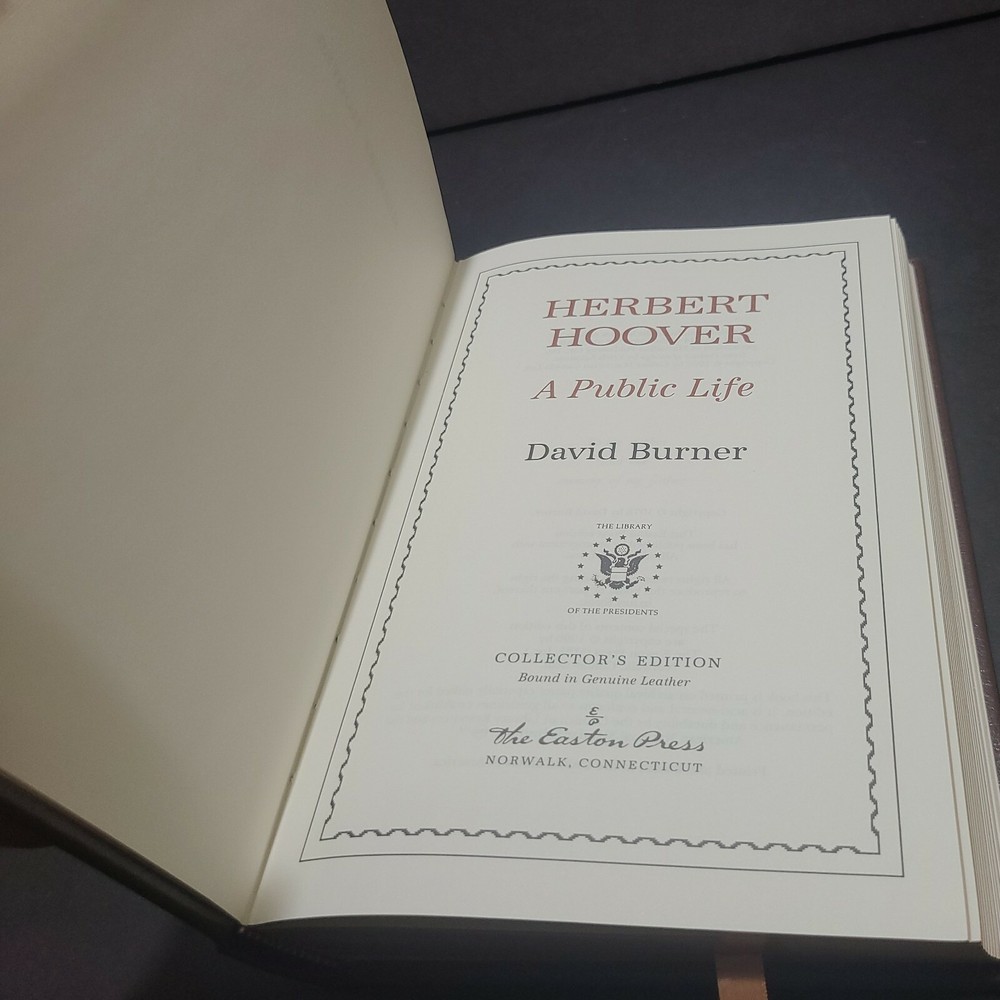 HERBERT
HOOVER
A Public Life
David Burner
THE LIBRARY
OF THE PRESIDENTS
COLLECTOR'S EDITION
Bound in Genuine Leather
E
P
The Easton Press
NORWALK, CONNECTICUT